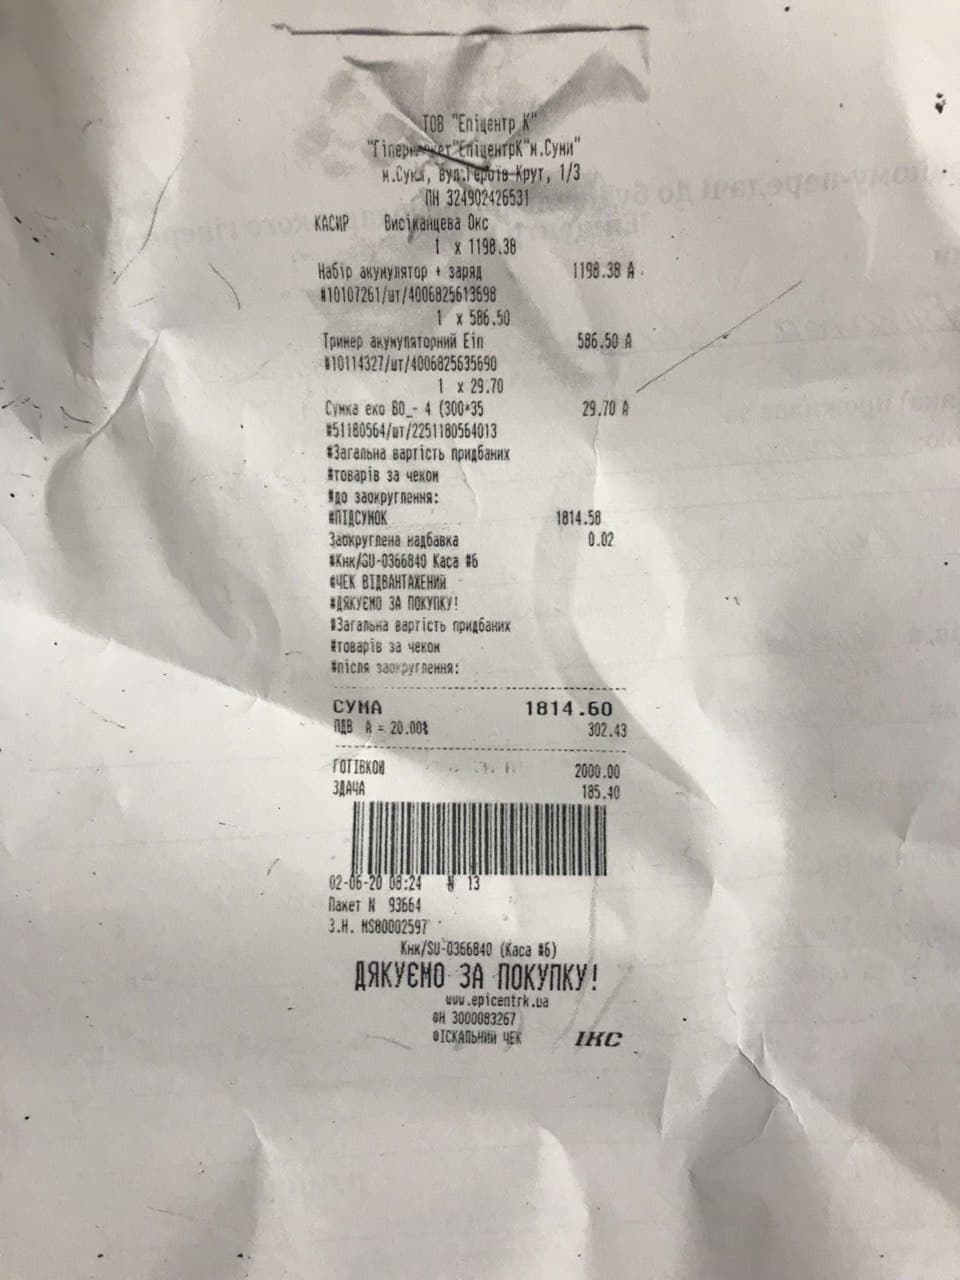 ТОВ "Епіцентр К"
"Гіпермаркет"ЕпіцентрК"м.Суми"
м.Суми, вул.Героїв Крут, 1/3
ПН 324902426531
КАСИР Висіканцева Окс
1 x 1198.38
Набір акумулятор + заряд 1198.38 А
#10107261/шт/4006825613698
1 x 586.50
Тример акумуляторний Ein 586.50 А
#10114327/шт/4006825635690
1 x 29.70
Сумка еко BO_- 4 (300*35 29.70 А
#51180564/шт/2251180564013
#Загальна вартість придбаних
#товарів за чеком
#до заокруглення:
#ПІДСУМОК 1814.58
Заокруглена надбавка 0.02
#Кнк/SU-0366840 Каса #6
#ЧЕК ВІДВАНТАЖЕНИЙ
#ДЯКУЄМО ЗА ПОКУПКУ!
#Загальна вартість придбаних
#товарів за чеком
#після заокруглення:
СУМА 1814.60
ПДВ А = 20.00% 302.43
ГОТІВКОЙ 2000.00
ЗДАЧА 185.40
02-06-20 08:24 N 13
Пакет N 93664
З.Н. MS80002597
Кнк/SU-0366840 (Каса #6)
ДЯКУЄМО ЗА ПОКУПКУ!
www.epicentrk.ua
ФН 3000083267
ФІСКАЛЬНИЙ ЧЕК ІКС